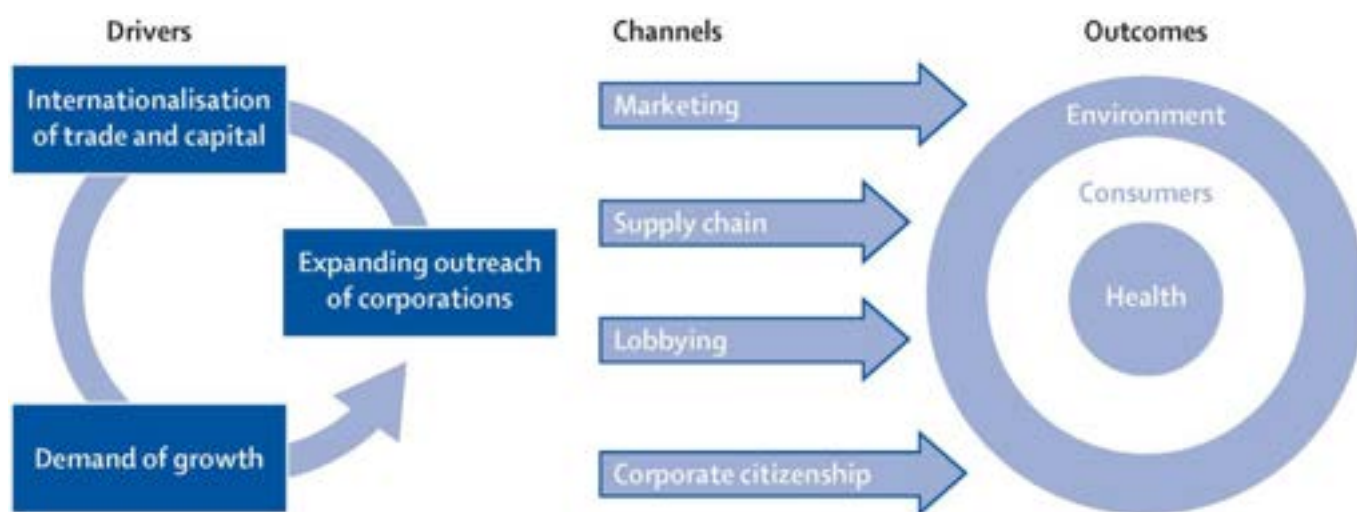 Drivers
Internationalisation
of trade and capital
Expanding outreach
of corporations
Demand of growth
Channels
Marketing
Supply chain
Lobbying
Corporate citizenship
Outcomes
Environment
Consumers
Health